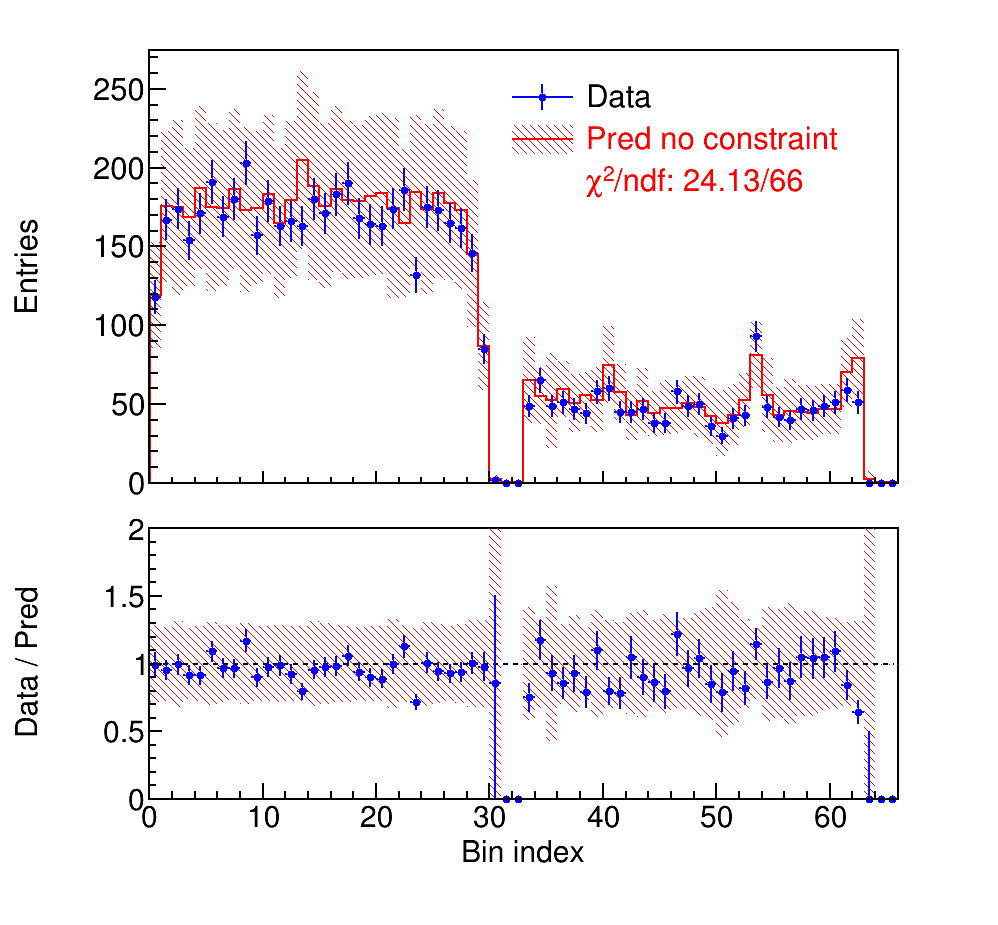 250
200
150
100
50
0
Entries
Data
Pred no constraint
χ²/ndf: 24.13/66
2
1.5
1
0.5
0
Data / Pred
0 10 20 30 40 50 60
Bin index